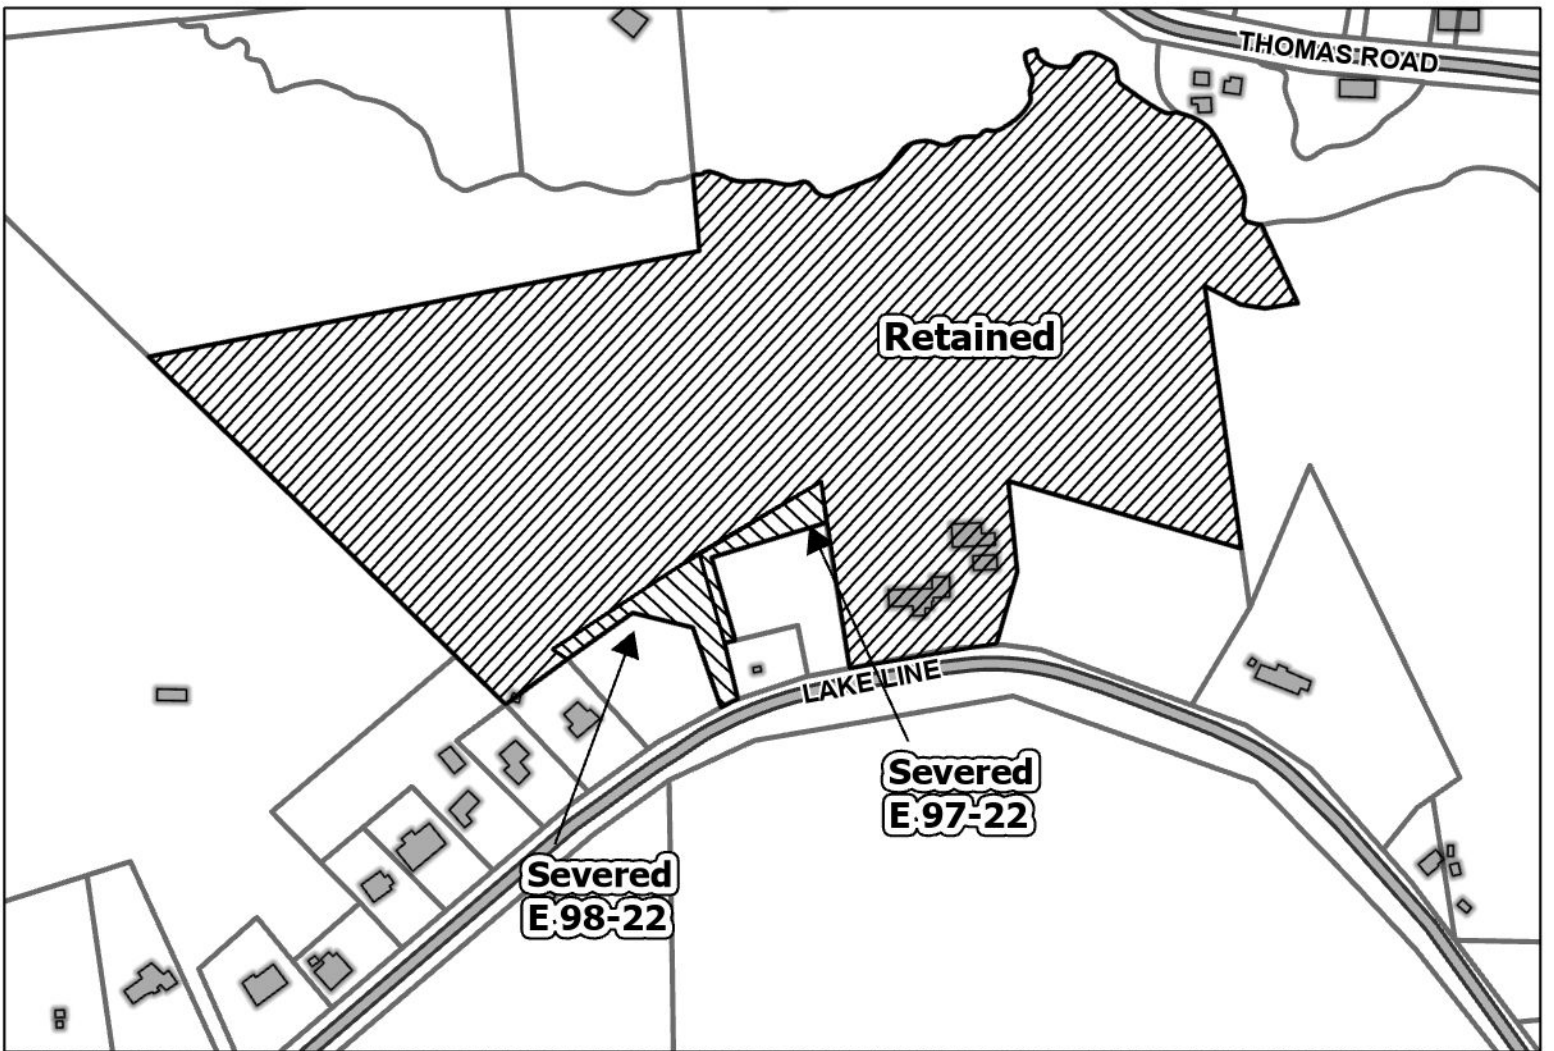 THOMAS ROAD
Retained
LAKE LINE
Severed
E 97-22
Severed
E 98-22